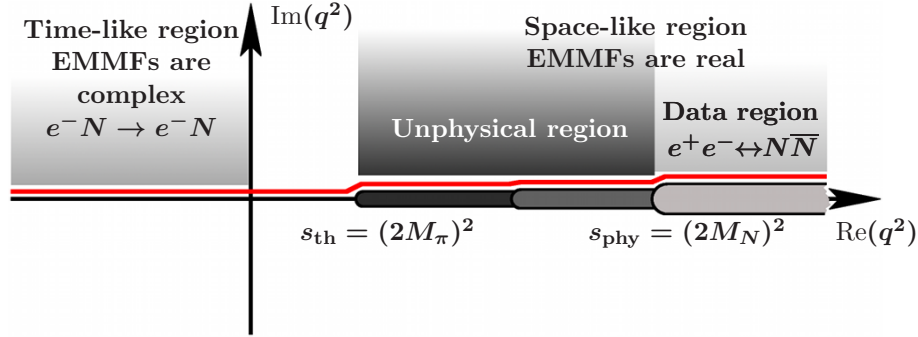 Im(q²)
Time-like region
EMMFs are
complex
e⁻N → e⁻N
Space-like region
EMMFs are real
Unphysical region
Data region
e⁺e⁻↔NN̅
s_th = (2M_π)²
s_phy = (2M_N)²
Re(q²)